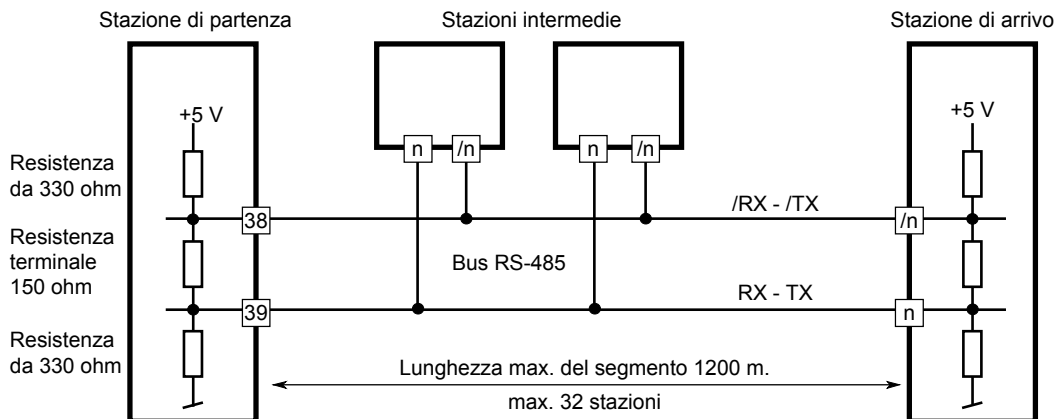 Stazione di partenza
Stazioni intermedie
Stazione di arrivo
+5 V
+5 V
n
/n
n
/n
Resistenza
da 330 ohm
/RX - /TX
38
/n
Resistenza
terminale
150 ohm
Bus RS-485
RX - TX
39
n
Resistenza
da 330 ohm
Lunghezza max. del segmento 1200 m.
max. 32 stazioni